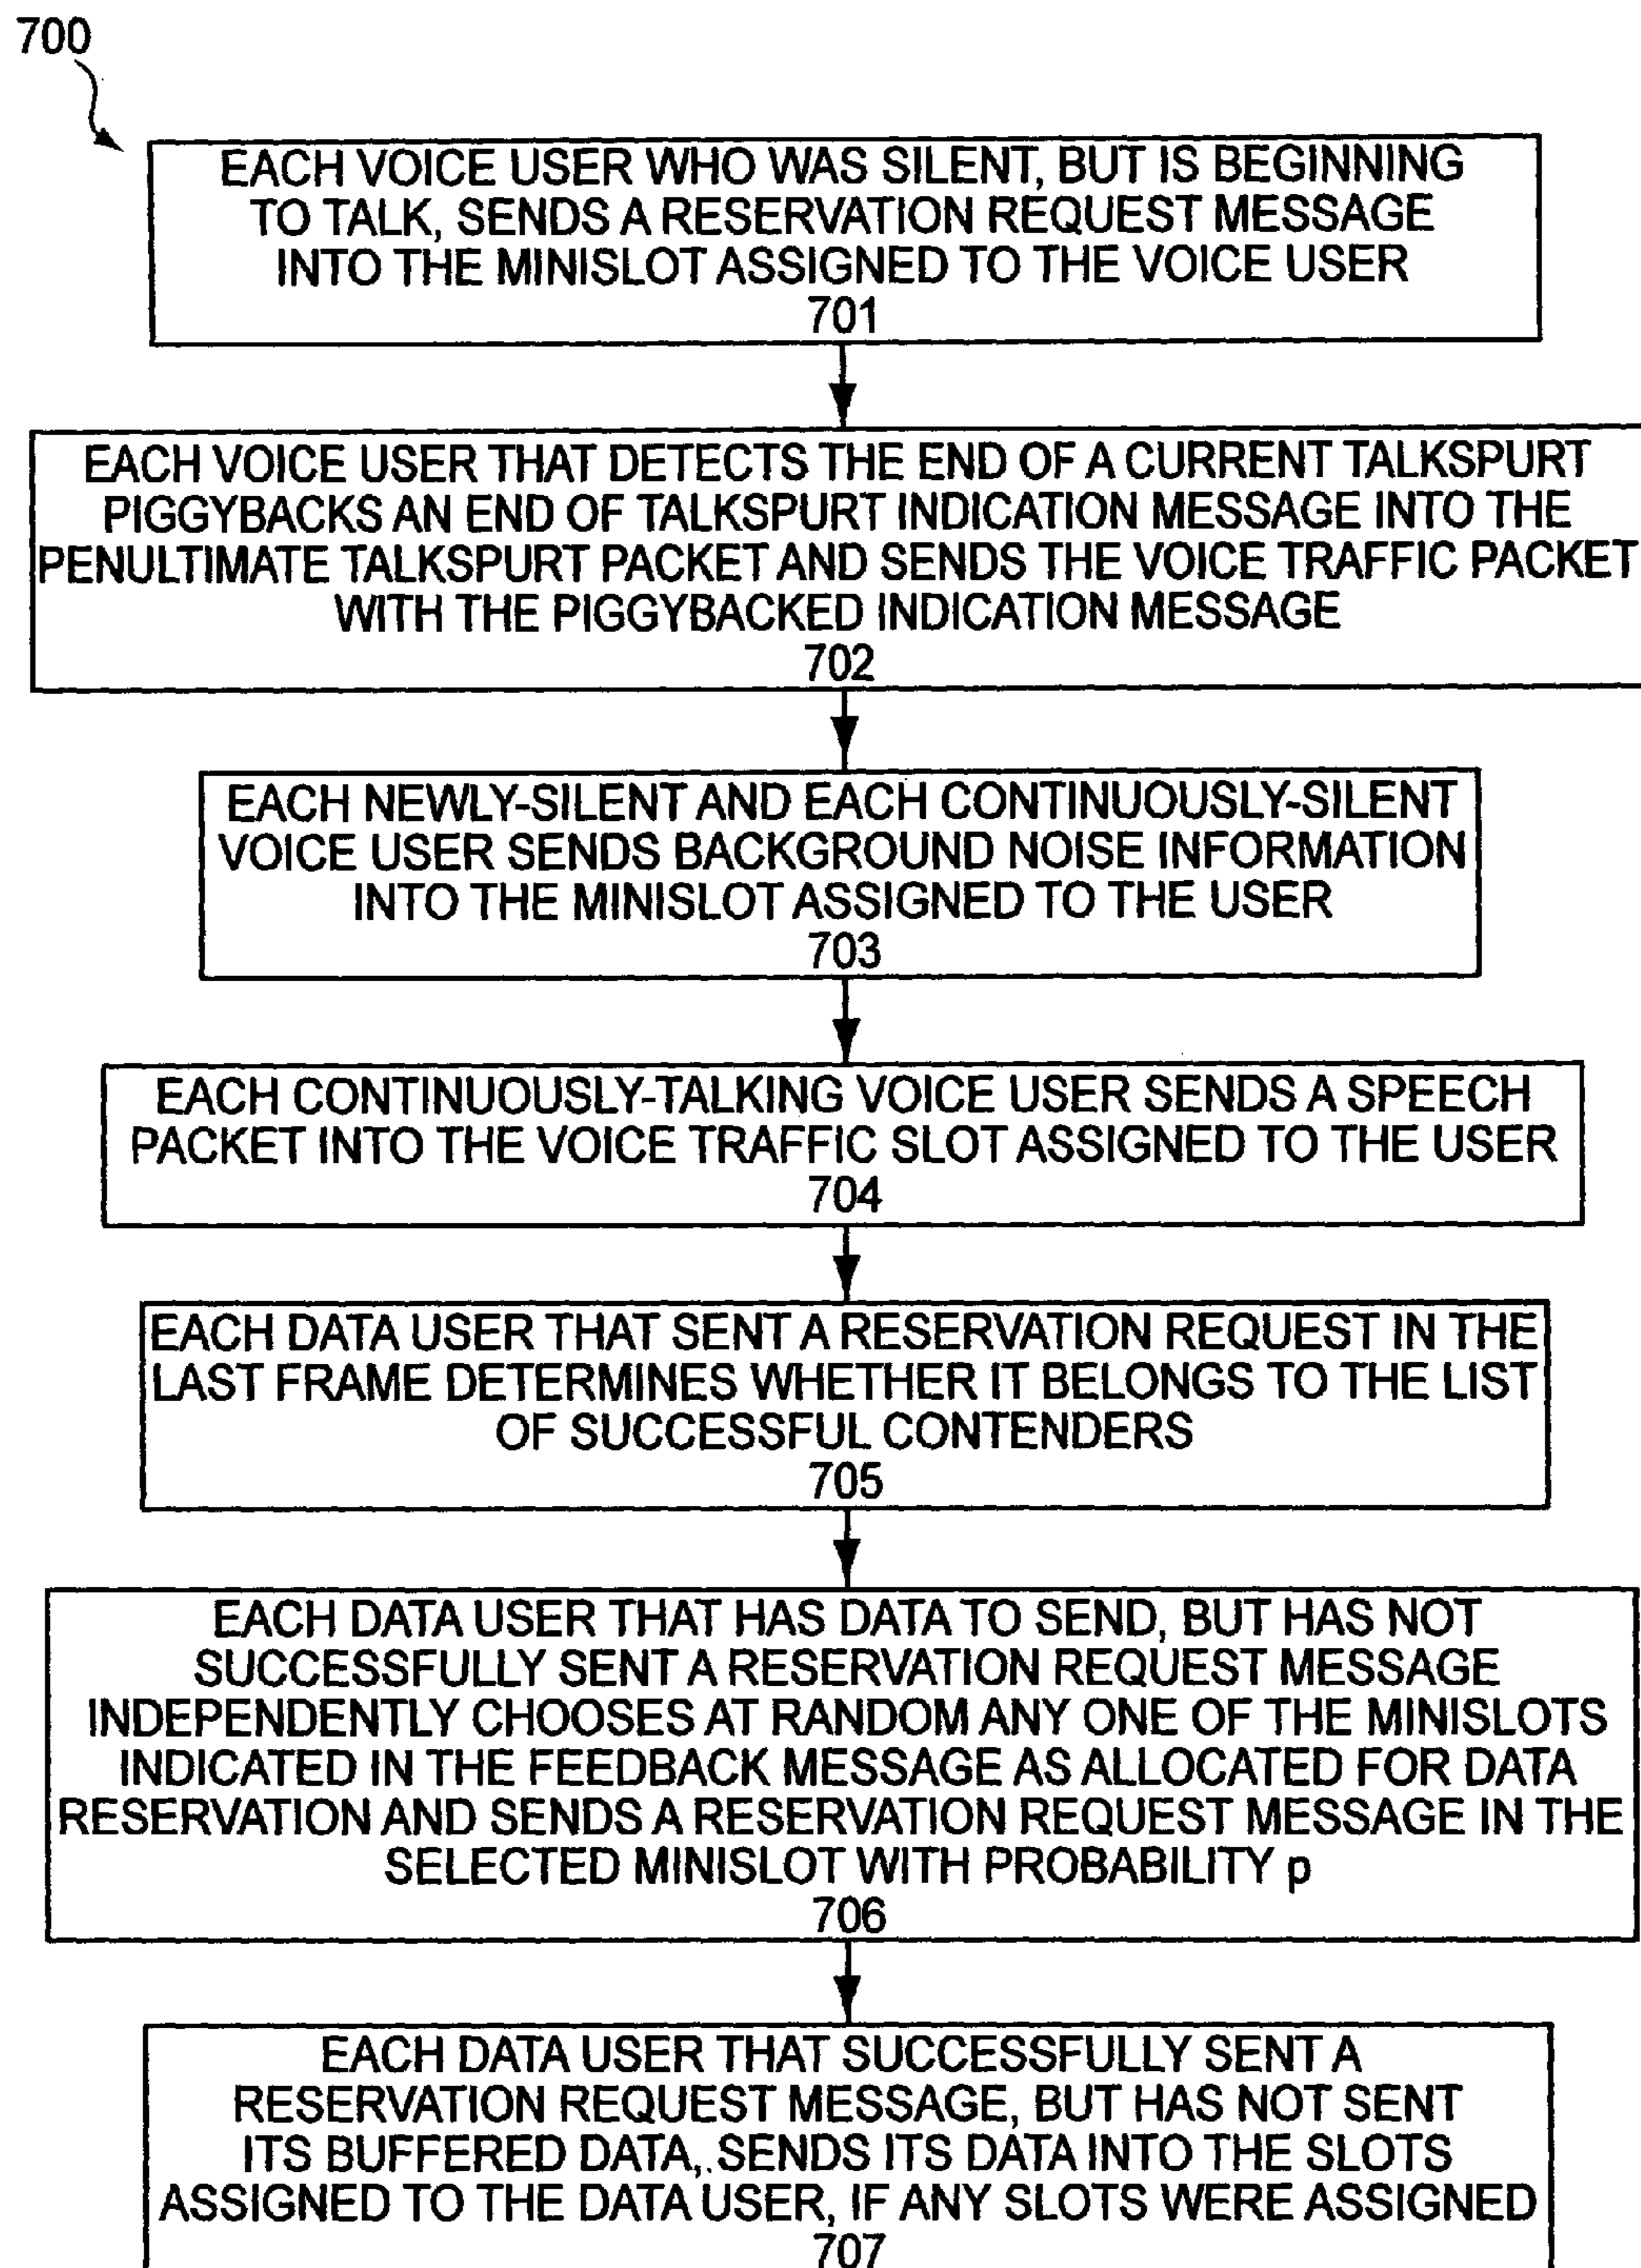 700
EACH VOICE USER WHO WAS SILENT, BUT IS BEGINNING
TO TALK, SENDS A RESERVATION REQUEST MESSAGE
INTO THE MINISLOT ASSIGNED TO THE VOICE USER
701
EACH VOICE USER THAT DETECTS THE END OF A CURRENT TALKSPURT
PIGGYBACKS AN END OF TALKSPURT INDICATION MESSAGE INTO THE
PENULTIMATE TALKSPURT PACKET AND SENDS THE VOICE TRAFFIC PACKET
WITH THE PIGGYBACKED INDICATION MESSAGE
702
EACH NEWLY-SILENT AND EACH CONTINUOUSLY-SILENT
VOICE USER SENDS BACKGROUND NOISE INFORMATION
INTO THE MINISLOT ASSIGNED TO THE USER
703
EACH CONTINUOUSLY-TALKING VOICE USER SENDS A SPEECH
PACKET INTO THE VOICE TRAFFIC SLOT ASSIGNED TO THE USER
704
EACH DATA USER THAT SENT A RESERVATION REQUEST IN THE
LAST FRAME DETERMINES WHETHER IT BELONGS TO THE LIST
OF SUCCESSFUL CONTENDERS
705
EACH DATA USER THAT HAS DATA TO SEND, BUT HAS NOT
SUCCESSFULLY SENT A RESERVATION REQUEST MESSAGE
INDEPENDENTLY CHOOSES AT RANDOM ANY ONE OF THE MINISLOTS
INDICATED IN THE FEEDBACK MESSAGE AS ALLOCATED FOR DATA
RESERVATION AND SENDS A RESERVATION REQUEST MESSAGE IN THE
SELECTED MINISLOT WITH PROBABILITY p
706
EACH DATA USER THAT SUCCESSFULLY SENT A
RESERVATION REQUEST MESSAGE, BUT HAS NOT SENT
ITS BUFFERED DATA, SENDS ITS DATA INTO THE SLOTS
ASSIGNED TO THE DATA USER, IF ANY SLOTS WERE ASSIGNED
707